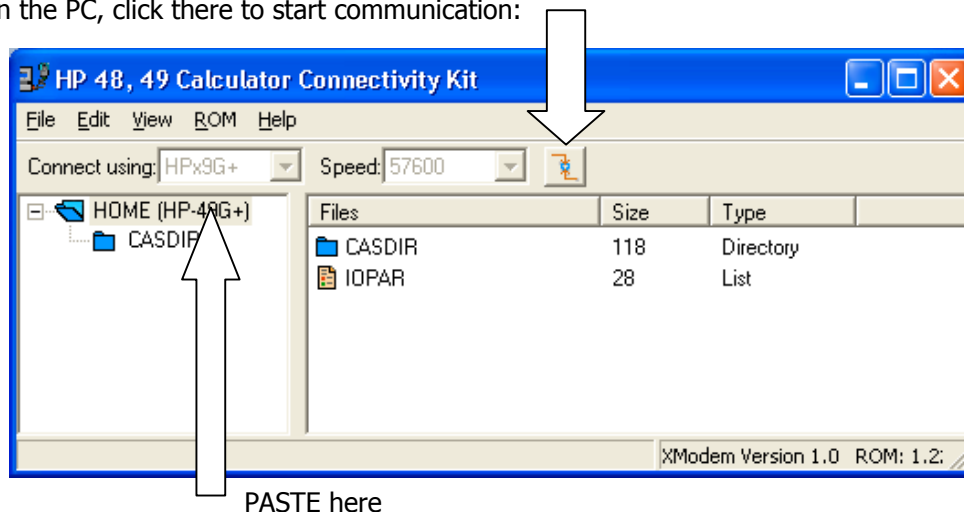 n the PC, click there to start communication:
HP 48, 49 Calculator Connectivity Kit
File Edit View ROM Help
Connect using: HPx9G+ Speed: 57600
HOME (HP-49G+) Files Size Type
CASDIR CASDIR 118 Directory
IOPAR 28 List
XModem Version 1.0 ROM: 1.2
PASTE here